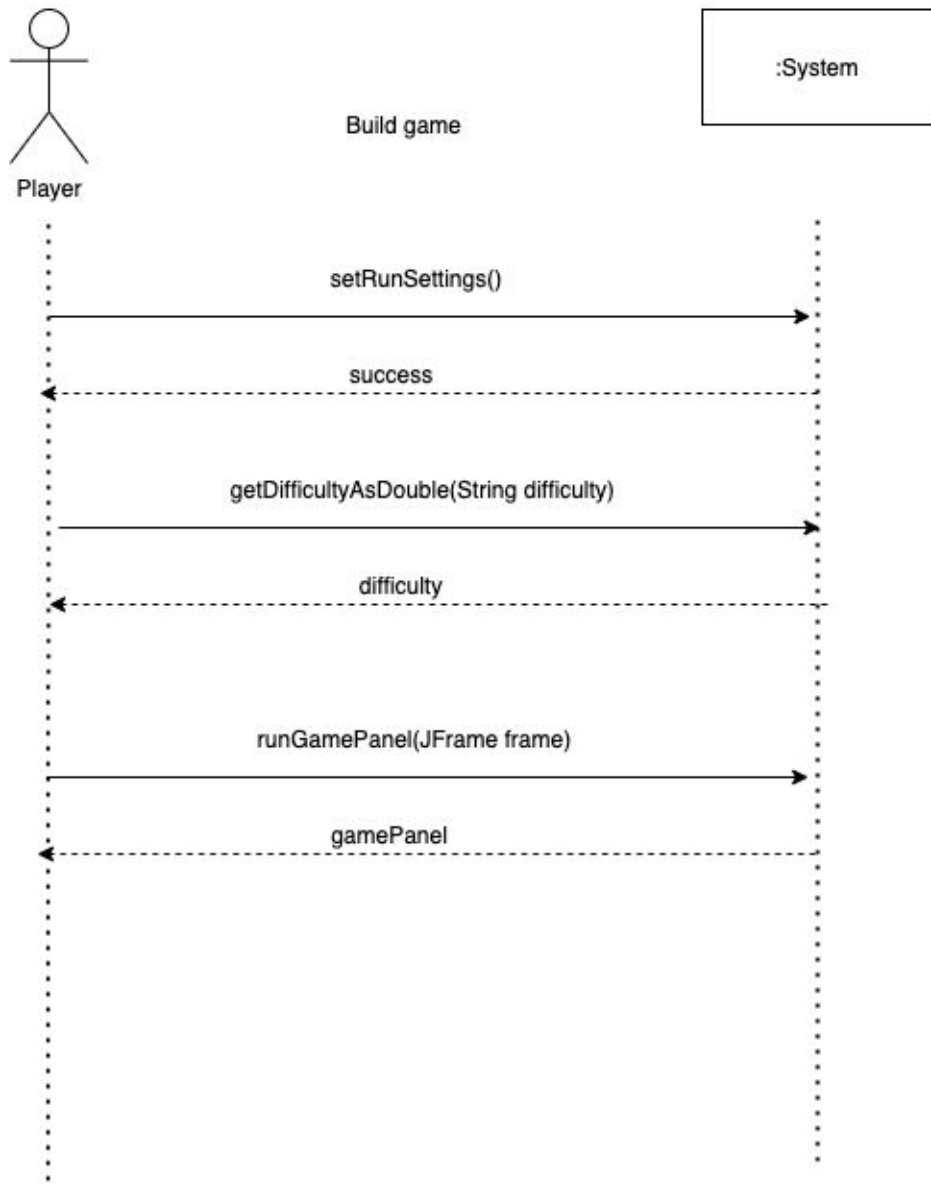 :System
Build game
Player
setRunSettings()
success
getDifficultyAsDouble(String difficulty)
difficulty
runGamePanel(JFrame frame)
gamePanel